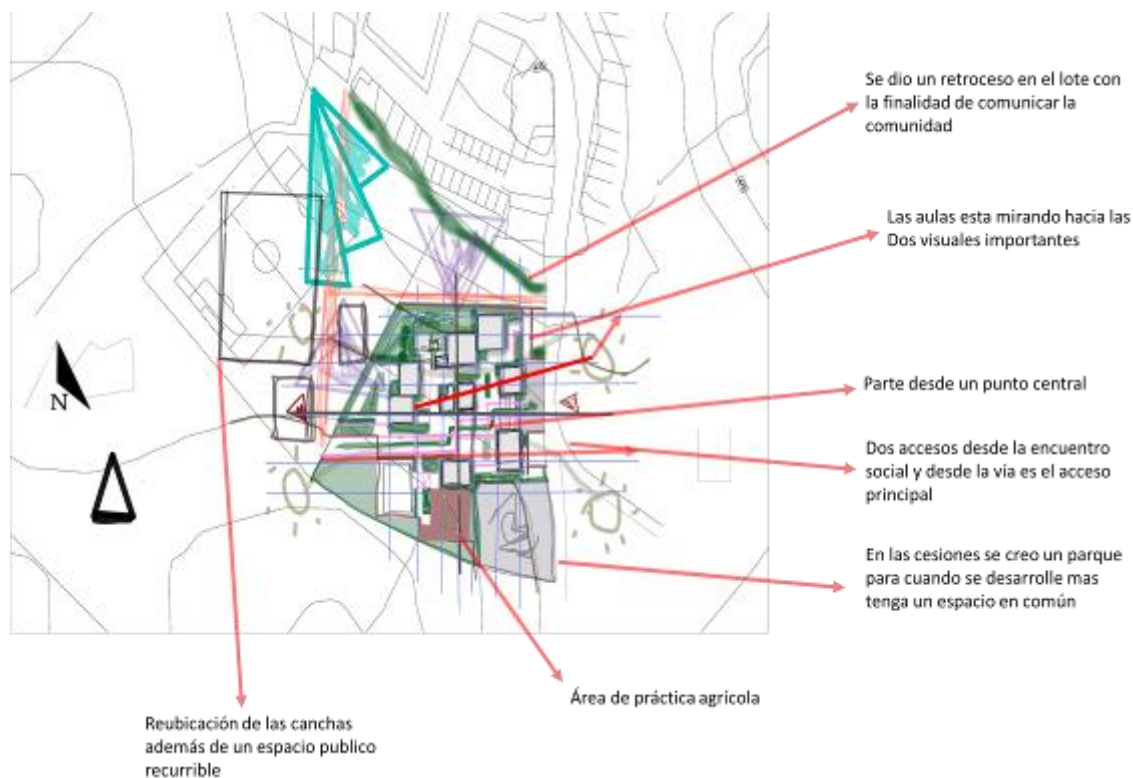 Se dio un retroceso en el lote con
la finalidad de comunicar la
comunidad
Las aulas esta mirando hacia las
Dos visuales importantes
N
Parte desde un punto central
Dos accesos desde la encuentro
social y desde la vía es el acceso
principal
En las cesiones se creo un parque
para cuando se desarrolle mas
tenga un espacio en común
Área de práctica agrícola
Reubicación de las canchas
además de un espacio publico
recurrible